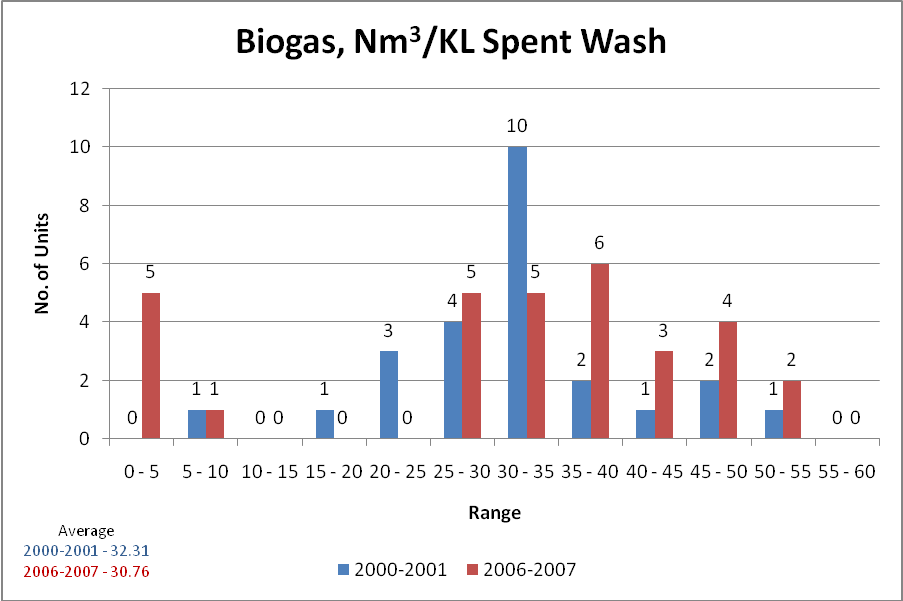 Biogas, Nm³/KL Spent Wash
12
10
8
6
4
2
0
No. of Units
0 5
1 1
0 0
1 0
3 0
4 5
10 5
2 6
1 3
2 4
1 2
0 0
0 - 5 5 - 10 10 - 15 15 - 20 20 - 25 25 - 30 30 - 35 35 - 40 40 - 45 45 - 50 50 - 55 55 - 60
Range
Average
2000-2001 - 32.31
2006-2007 - 30.76
2000-2001 2006-2007